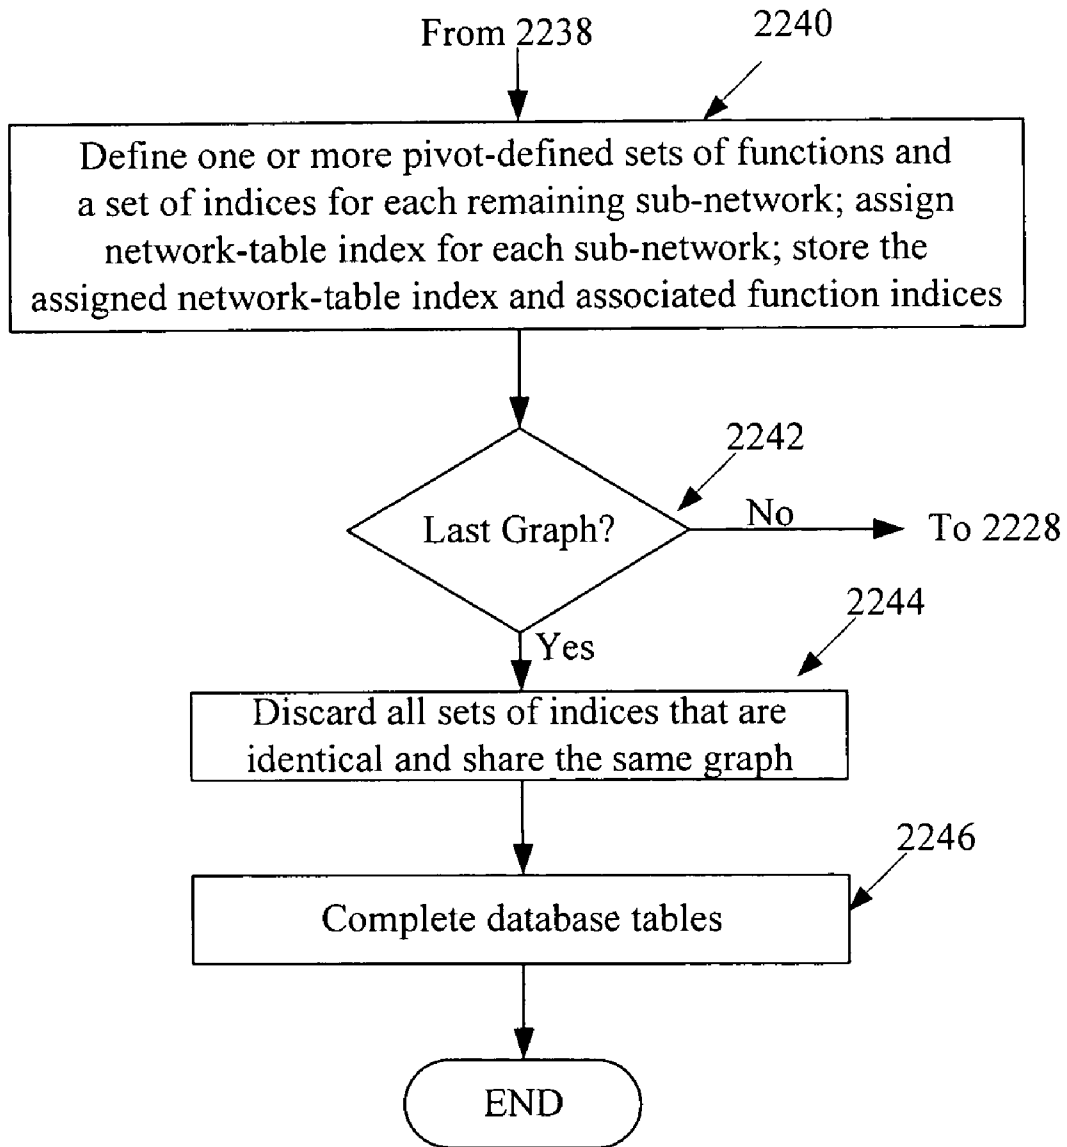 From 2238
2240
Define one or more pivot-defined sets of functions and
a set of indices for each remaining sub-network; assign
network-table index for each sub-network; store the
assigned network-table index and associated function indices
2242
Last Graph?
No
To 2228
Yes
2244
Discard all sets of indices that are
identical and share the same graph
2246
Complete database tables
END